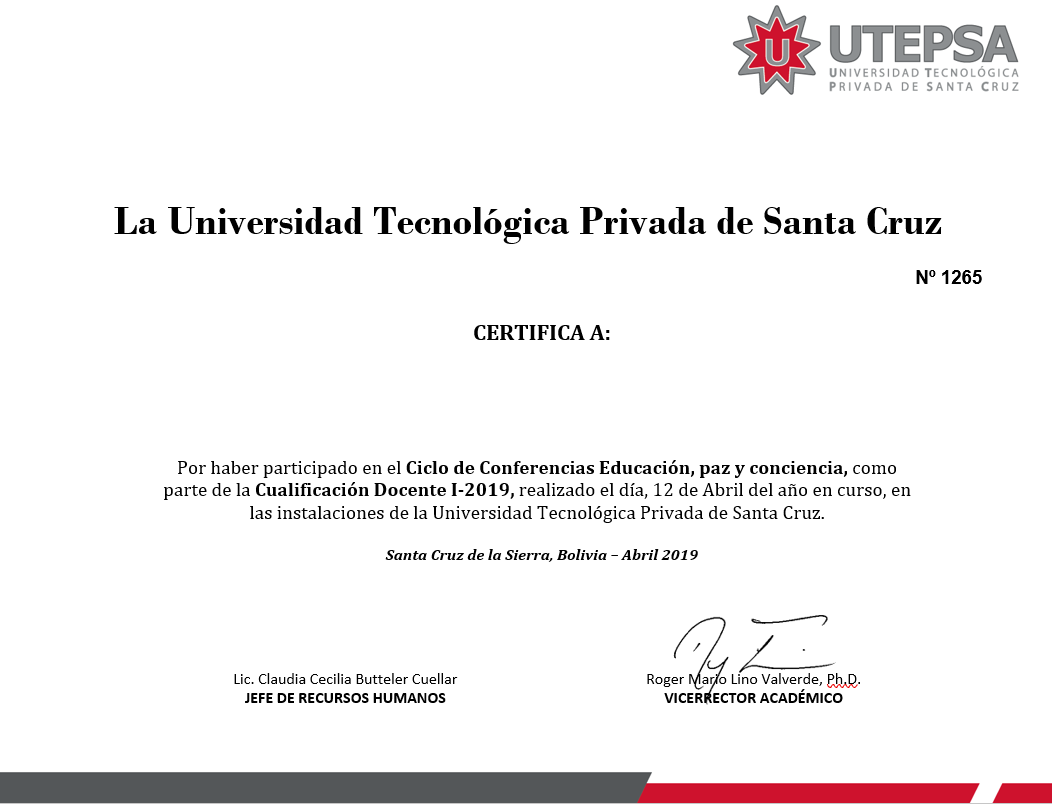 U
UTEPSA
UNIVERSIDAD TECNOLÓGICA
PRIVADA DE SANTA CRUZ
La Universidad Tecnológica Privada de Santa Cruz
Nº 1265
CERTIFICA A:
Por haber participado en el Ciclo de Conferencias Educación, paz y conciencia, como
parte de la Cualificación Docente I-2019, realizado el día, 12 de Abril del año en curso, en
las instalaciones de la Universidad Tecnológica Privada de Santa Cruz.
Santa Cruz de la Sierra, Bolivia – Abril 2019
Lic. Claudia Cecilia Butteler Cuellar
JEFE DE RECURSOS HUMANOS
Roger Mario Lino Valverde, Ph.D.
VICERRECTOR ACADÉMICO